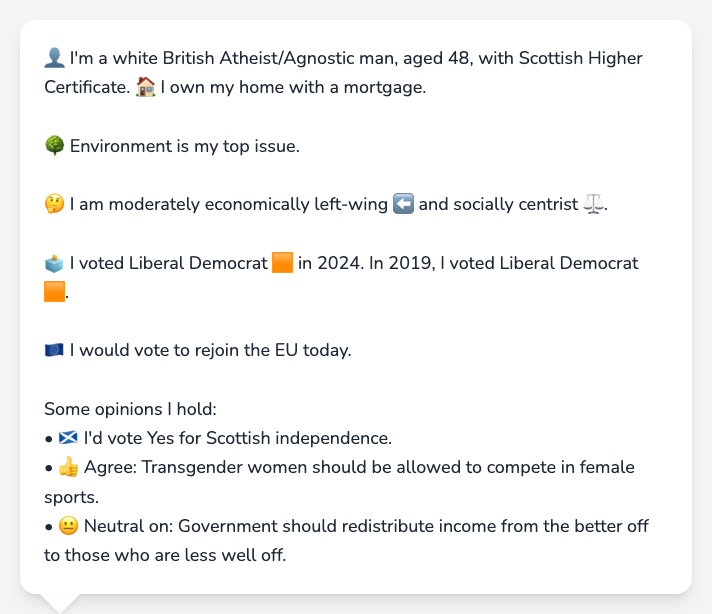 👤 I'm a white British Atheist/Agnostic man, aged 48, with Scottish Higher
Certificate. 🏠 I own my home with a mortgage.
🌳 Environment is my top issue.
🤔 I am moderately economically left-wing ⬅️ and socially centrist ⚖️.
🗳️ I voted Liberal Democrat 🟧 in 2024. In 2019, I voted Liberal Democrat
🟧.
🇪🇺 I would vote to rejoin the EU today.
Some opinions I hold:
• 🏴󠁧󠁢󠁳󠁣󠁴󠁿 I'd vote Yes for Scottish independence.
• 👍 Agree: Transgender women should be allowed to compete in female
sports.
• 😐 Neutral on: Government should redistribute income from the better off
to those who are less well off.